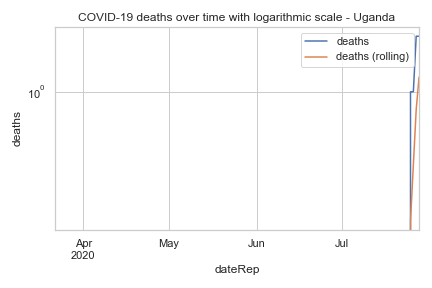 COVID-19 deaths over time with logarithmic scale - Uganda
deaths
deaths (rolling)
10⁰
deaths
Apr
2020
May
Jun
Jul
dateRep